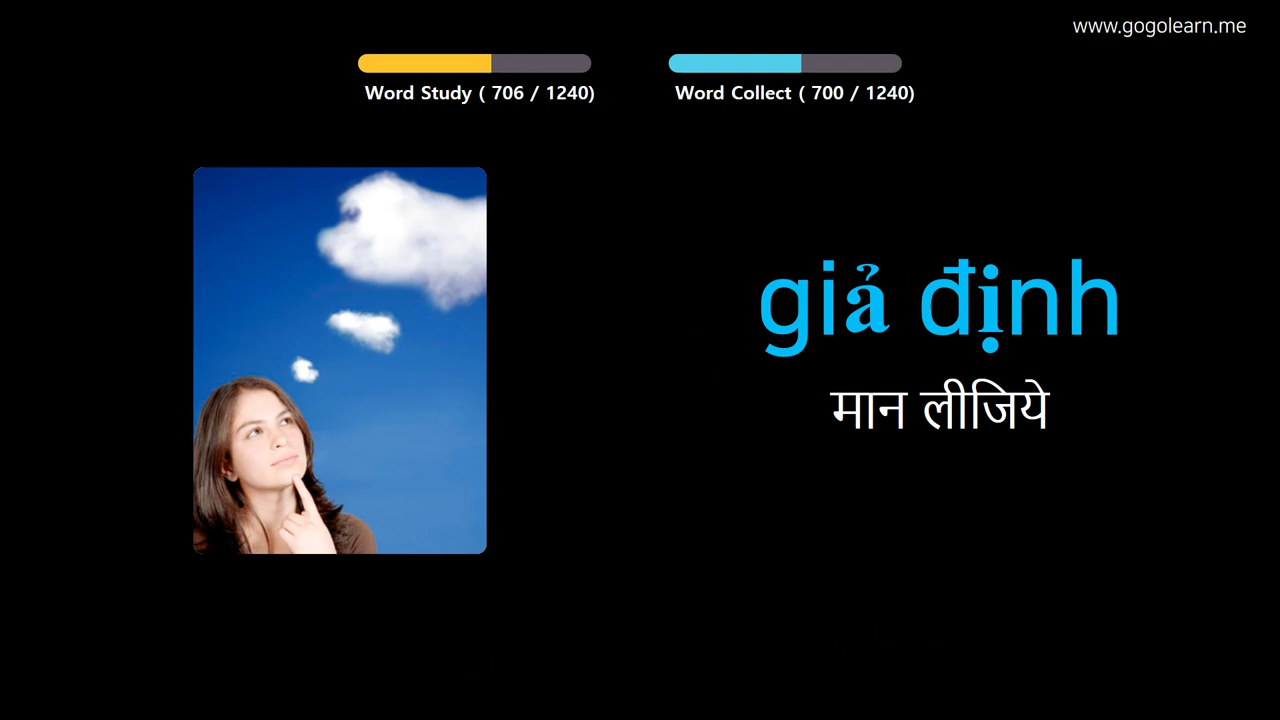 www.gogolearn.me
Word Study ( 706 / 1240)
Word Collect ( 700 / 1240)
giả định
मान लीजिये